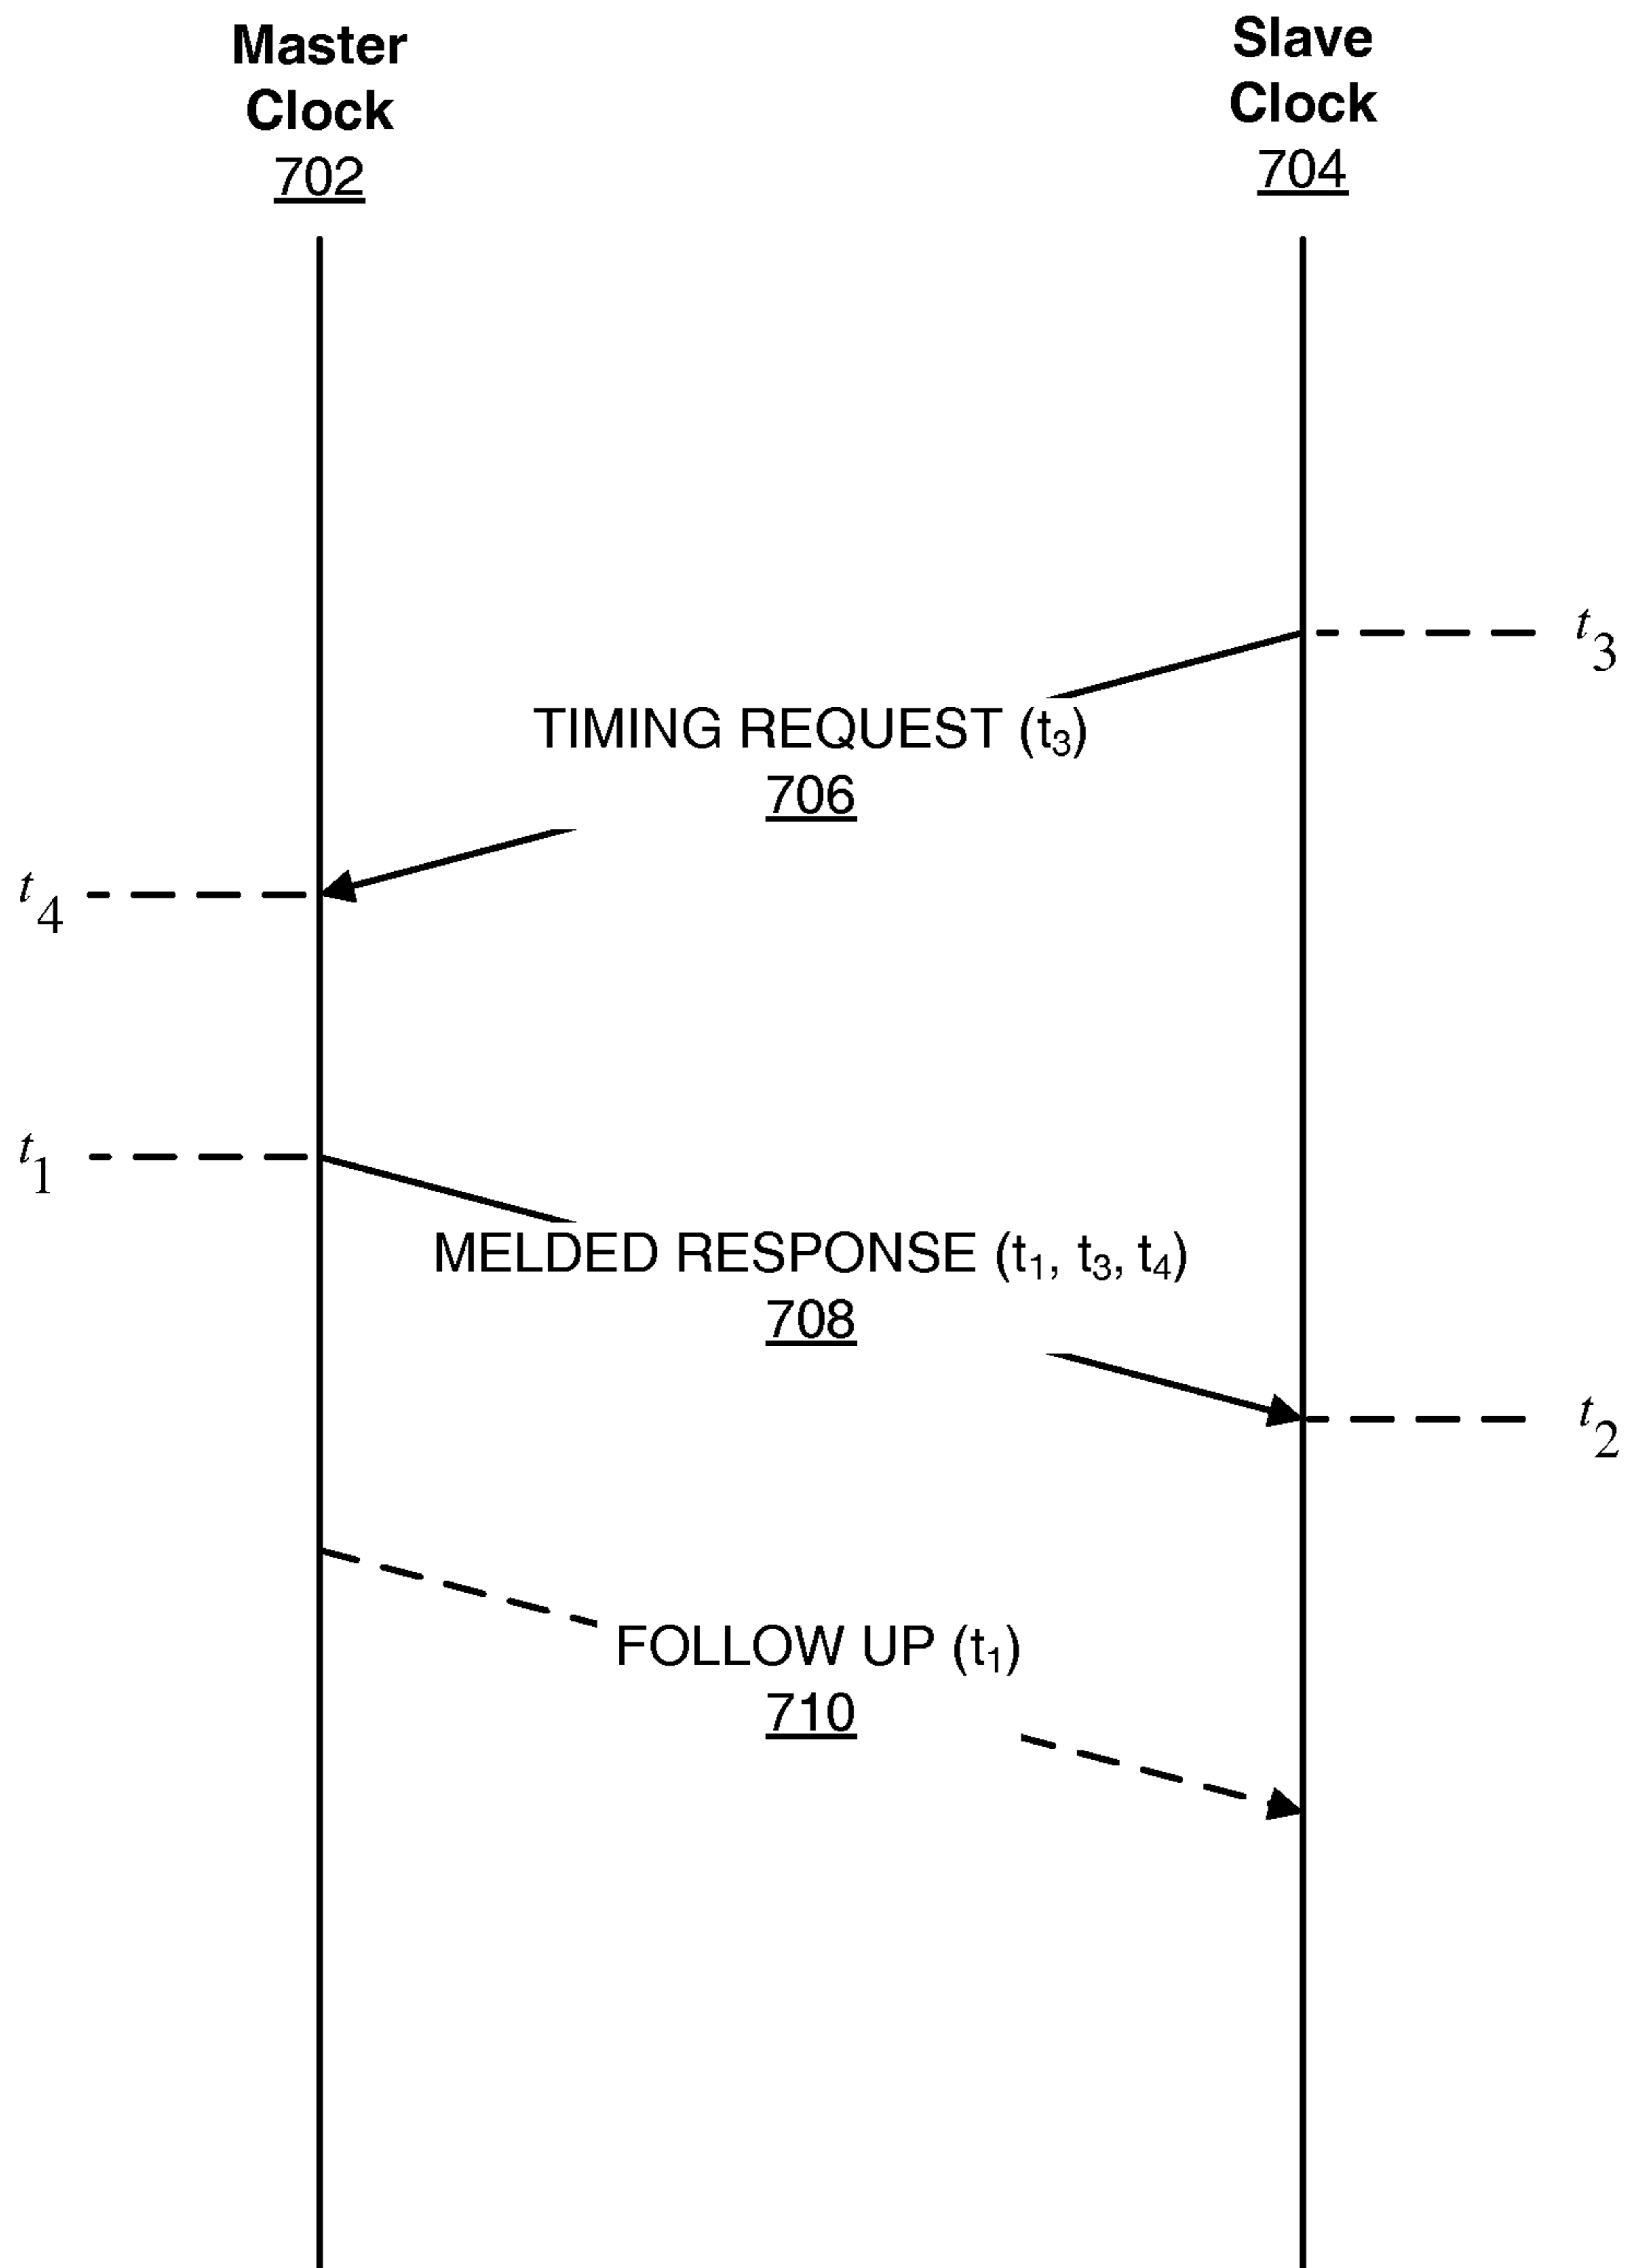 Master
Clock
702
Slave
Clock
704
t3
TIMING REQUEST (t3)
706
t4
t1
MELDED RESPONSE (t1, t3, t4)
708
t2
FOLLOW UP (t1)
710